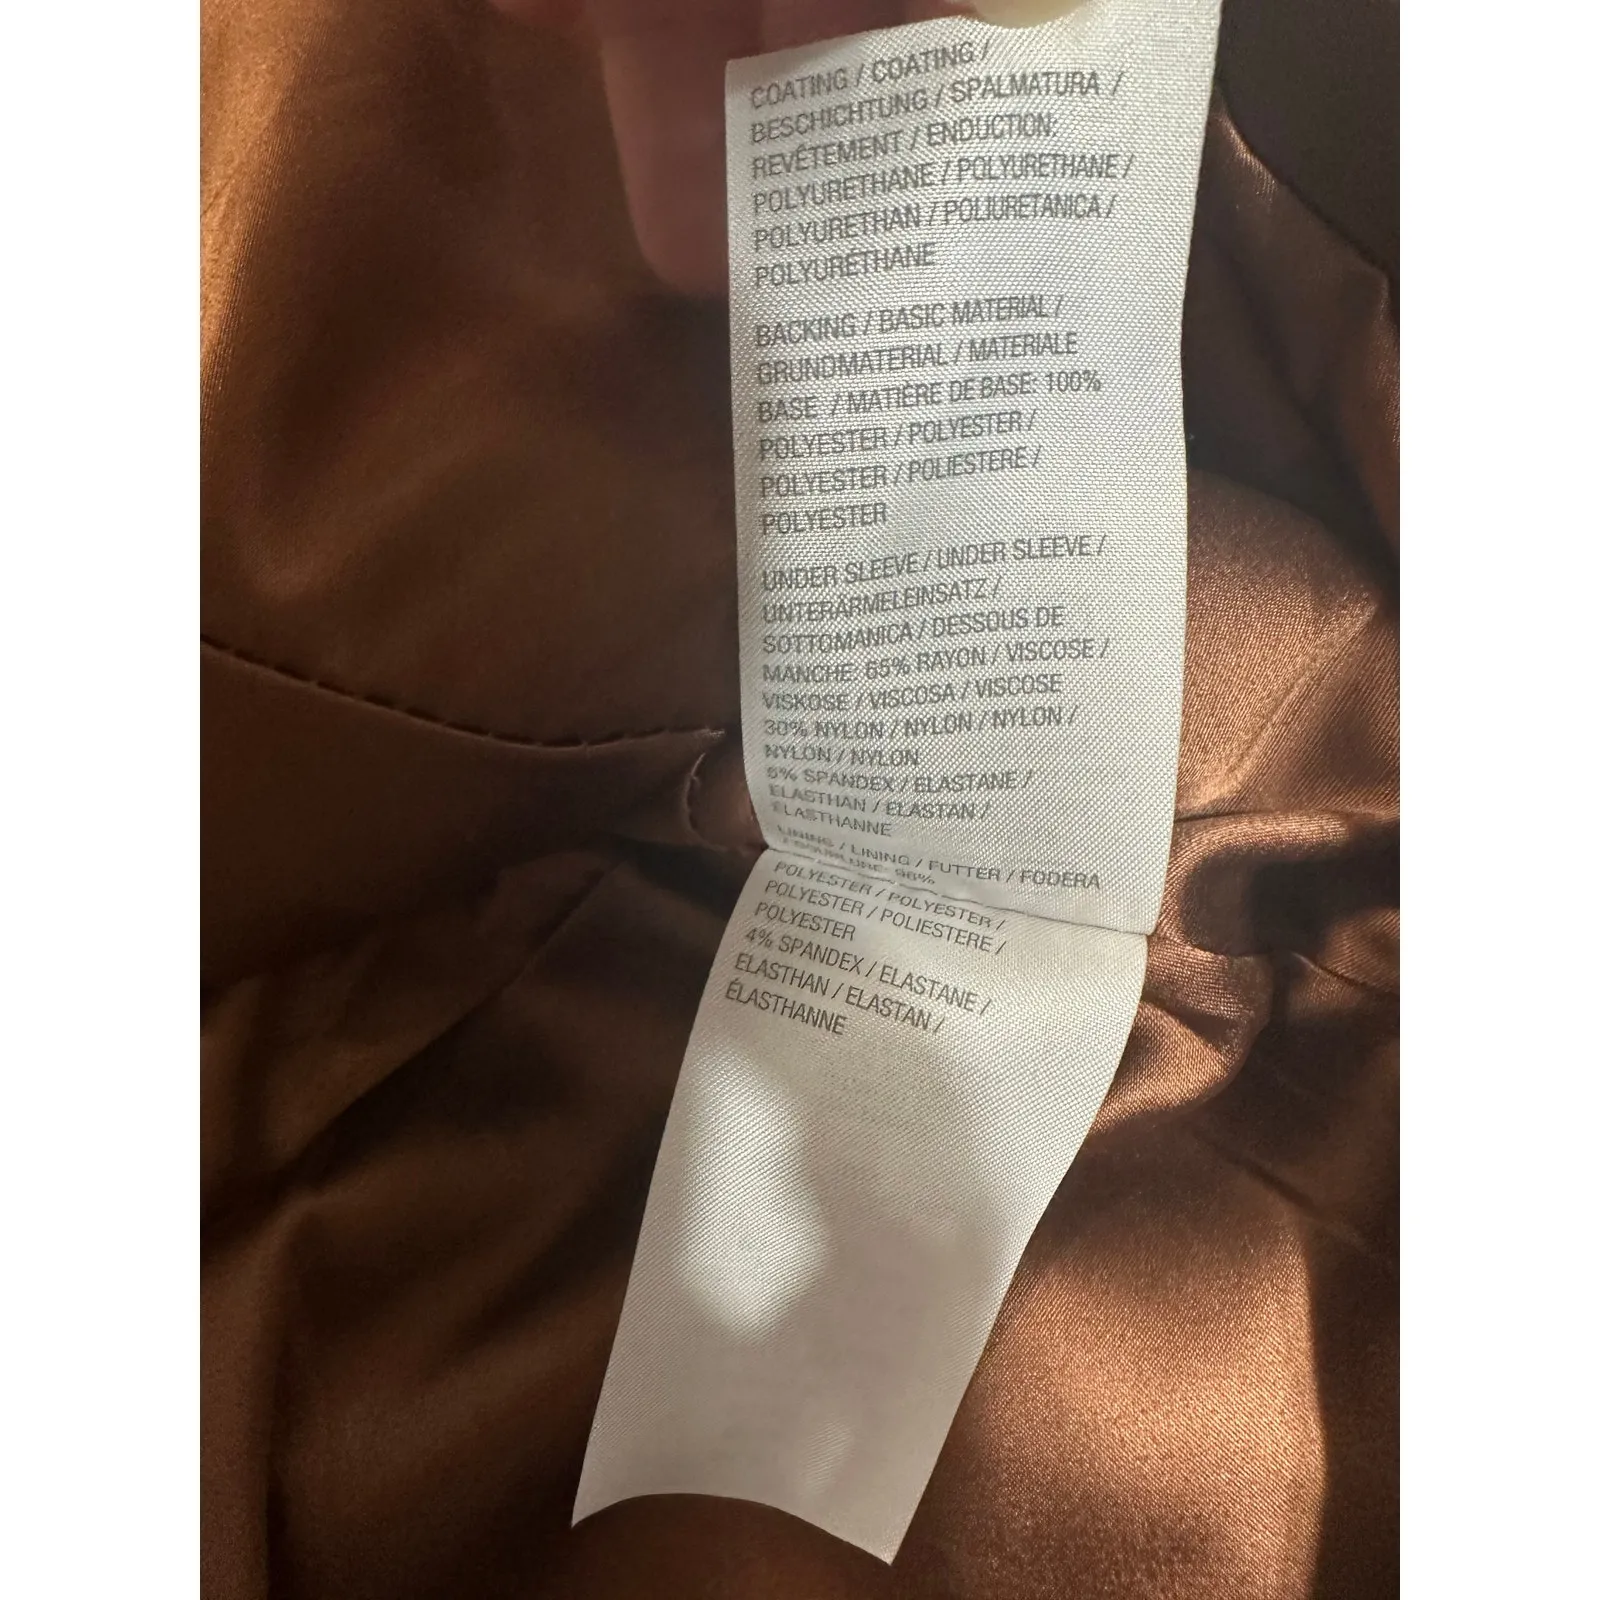 COATING / COATING /
BESCHICHTUNG / SPALMATURA /
REVÊTEMENT / ENDUCTION:
POLYURETHANE / POLYURETHANE /
POLYURETHAN / POLIURETANICA /
POLYURÉTHANE
BACKING / BASIC MATERIAL /
GRUNDMATERIAL / MATERIALE
BASE / MATIÈRE DE BASE: 100%
POLYESTER / POLYESTER /
POLYESTER / POLIESTERE /
POLYESTER
UNDER SLEEVE / UNDER SLEEVE /
UNTERÄRMELEINSATZ /
SOTTOMANICA / DESSOUS DE
MANCHE: 65% RAYON / VISCOSE /
VISKOSE / VISCOSA / VISCOSE
30% NYLON / NYLON / NYLON /
NYLON / NYLON
5% SPANDEX / ELASTANE /
ELASTHAN / ELASTAN /
ÉLASTHANNE
LINING / LINING / FUTTER / FODERA
/ DOUBLURE: 96%
POLYESTER / POLYESTER /
POLYESTER / POLIESTERE /
POLYESTER
4% SPANDEX / ELASTANE /
ELASTHAN / ELASTAN /
ÉLASTHANNE